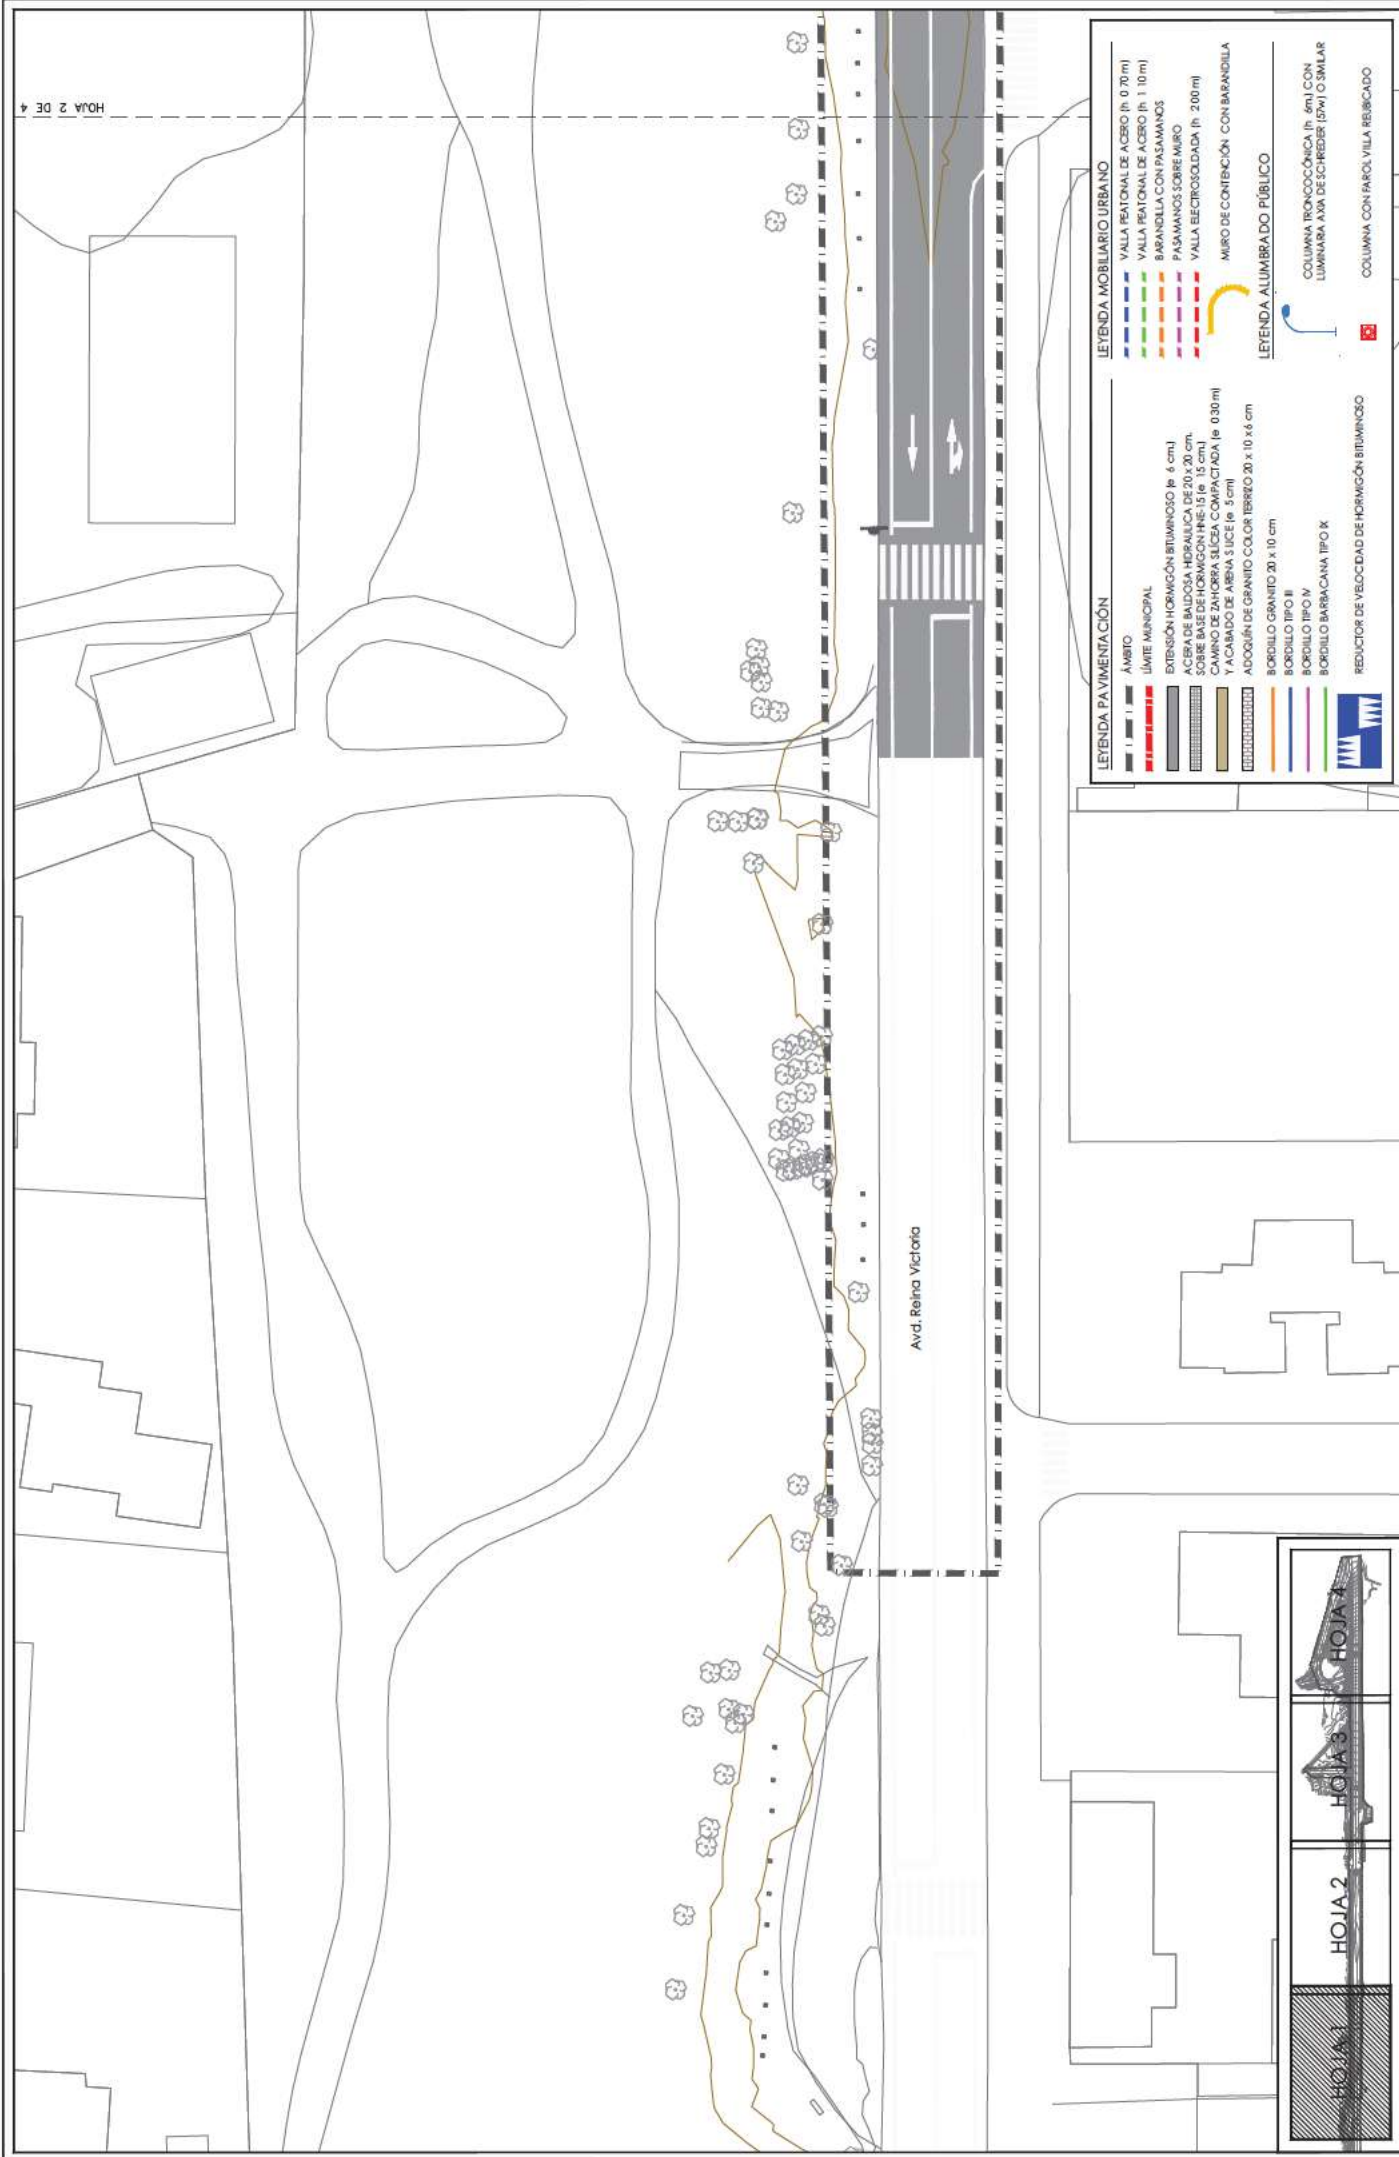 HOJA 2 DE 4
Avd. Reina Victoria
LEYENDA PAVIMENTACIÓN
ÁMBITO
LÍMITE MUNICIPAL
EXTENSIÓN HORMIGÓN BITUMINOSO (e 6 cm.)
ACERA DE BALDOSA HIDRAULICA DE 20 x 20 cm.
SOBRE BASE DE HORMIGON HNE-15 (e 15 cm.)
CAMINO DE ZAHORRA SILÍCEA COMPACTADA (e 0 30 m)
Y ACABADO DE ARENA SILICE (e 5 cm)
ADOQUÍN DE GRANITO COLOR TERRIZO 20 x 10 x 6 cm
BORDILLO GRANITO 20 x 10 cm
BORDILLO TIPO III
BORDILLO TIPO IV
BORDILLO BARBACANA TIPO IX
REDUCTOR DE VELOCIDAD DE HORMIGÓN BITUMINOSO
LEYENDA MOBILIARIO URBANO
VALLA PEATONAL DE ACERO (h 0 70 m)
VALLA PEATONAL DE ACERO (h 1 10 m)
BARANDILLA CON PASAMANOS
PASAMANOS SOBRE MURO
VALLA ELECTROSOLDADA (h 2 00 m)
MURO DE CONTENCIÓN CON BARANDILLA
LEYENDA ALUMBRADO PÚBLICO
COLUMNA TRONCOCÓNICA (h 6m.) CON
LUMINARIA AXIA DE SCHREDER (57w) O SIMILAR
COLUMNA CON FAROL VILLA REUBICADO
HOJA 1
HOJA 2
HOJA 3
HOJA 4